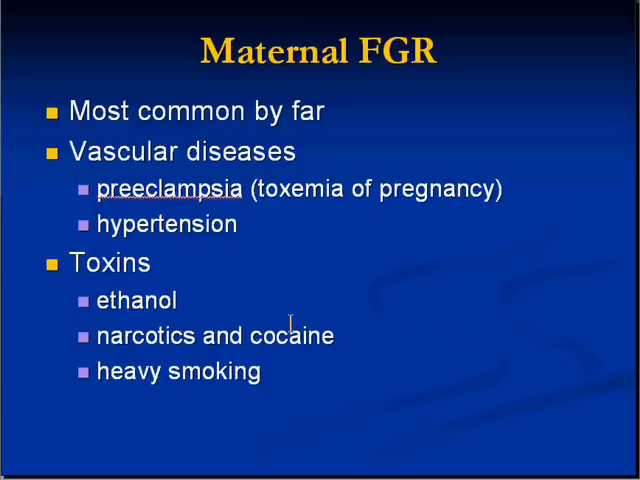 Maternal FGR
Most common by far
Vascular diseases
preeclampsia (toxemia of pregnancy)
hypertension
Toxins
ethanol
narcotics and cocaine
heavy smoking